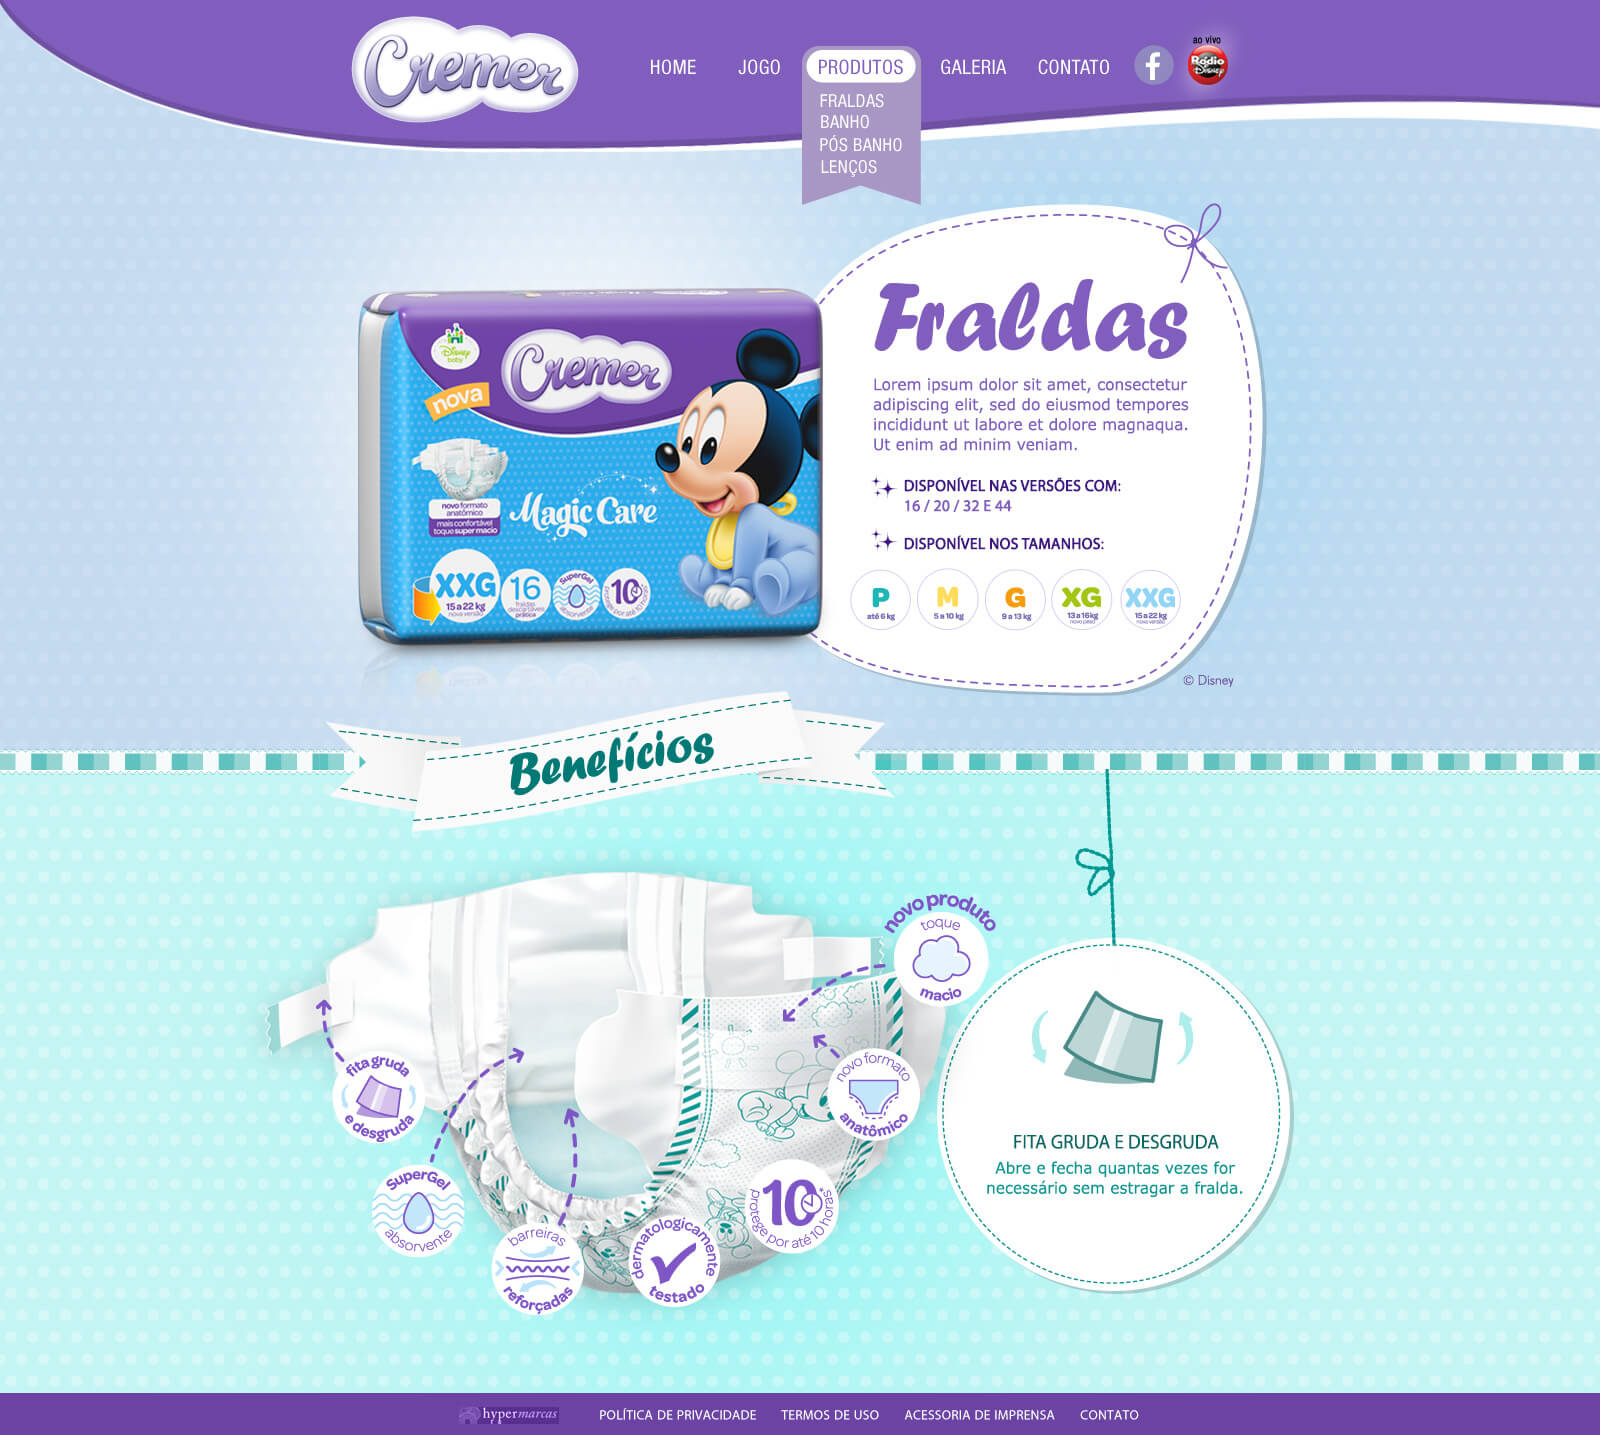 Cremer
HOME
JOGO
PRODUTOS
GALERIA
CONTATO
f
ao vivo
Rádio
Disney
FRALDAS
BANHO
PÓS BANHO
LENÇOS
Fraldas
Lorem ipsum dolor sit amet, consectetur
adipiscing elit, sed do eiusmod tempores
incididunt ut labore et dolore magnaqua.
Ut enim ad minim veniam.
DISPONÍVEL NAS VERSÕES COM:
16 / 20 / 32 E 44
DISPONÍVEL NOS TAMANHOS:
P
até 6 kg
M
5 a 10 kg
G
9 a 13 kg
XG
13 a 16 kg
novo peso
XXG
15 a 22 kg
nova versão
© Disney
Disney
baby
Cremer
nova
novo formato
anatômico
mais confortável
toque super macio
Magic Care
XXG
15 a 22 kg
nova versão
16
fraldas
descartáveis
prática
SuperGel
absorvente
10
protege por até 10 horas*
Benefícios
novo produto
toque
macio
fita gruda
e desgruda
novo formato
anatômico
SuperGel
absorvente
barreiras
reforçadas
dermatologicamente
testado
10
protege por até 10 horas*
FITA GRUDA E DESGRUDA
Abre e fecha quantas vezes for
necessário sem estragar a fralda.
hypermarcas
POLÍTICA DE PRIVACIDADE
TERMOS DE USO
ACESSORIA DE IMPRENSA
CONTATO